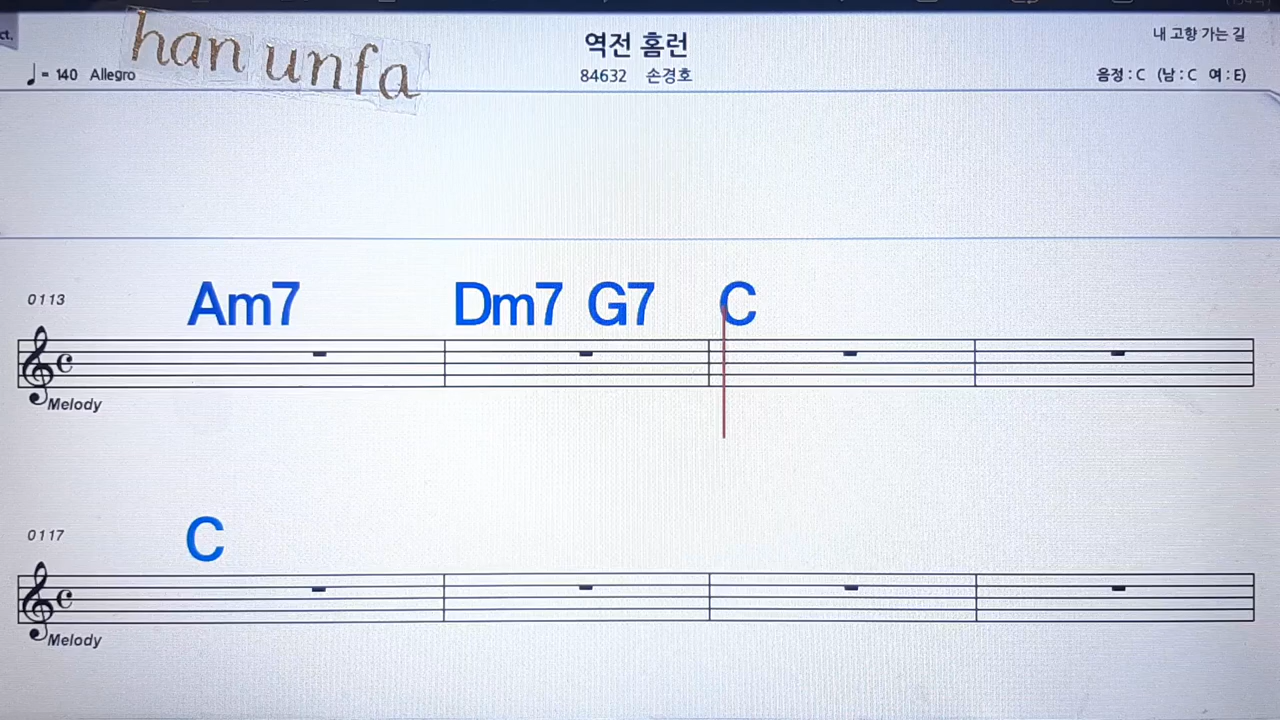 ct.
han unfa
역전 홈런
내 고향 가는 길
♩= 140 Allegro
84632 손경호
음정 : C (남 : C 여 : E)
0113
Am7 Dm7 G7 C
Melody
0117
C
Melody